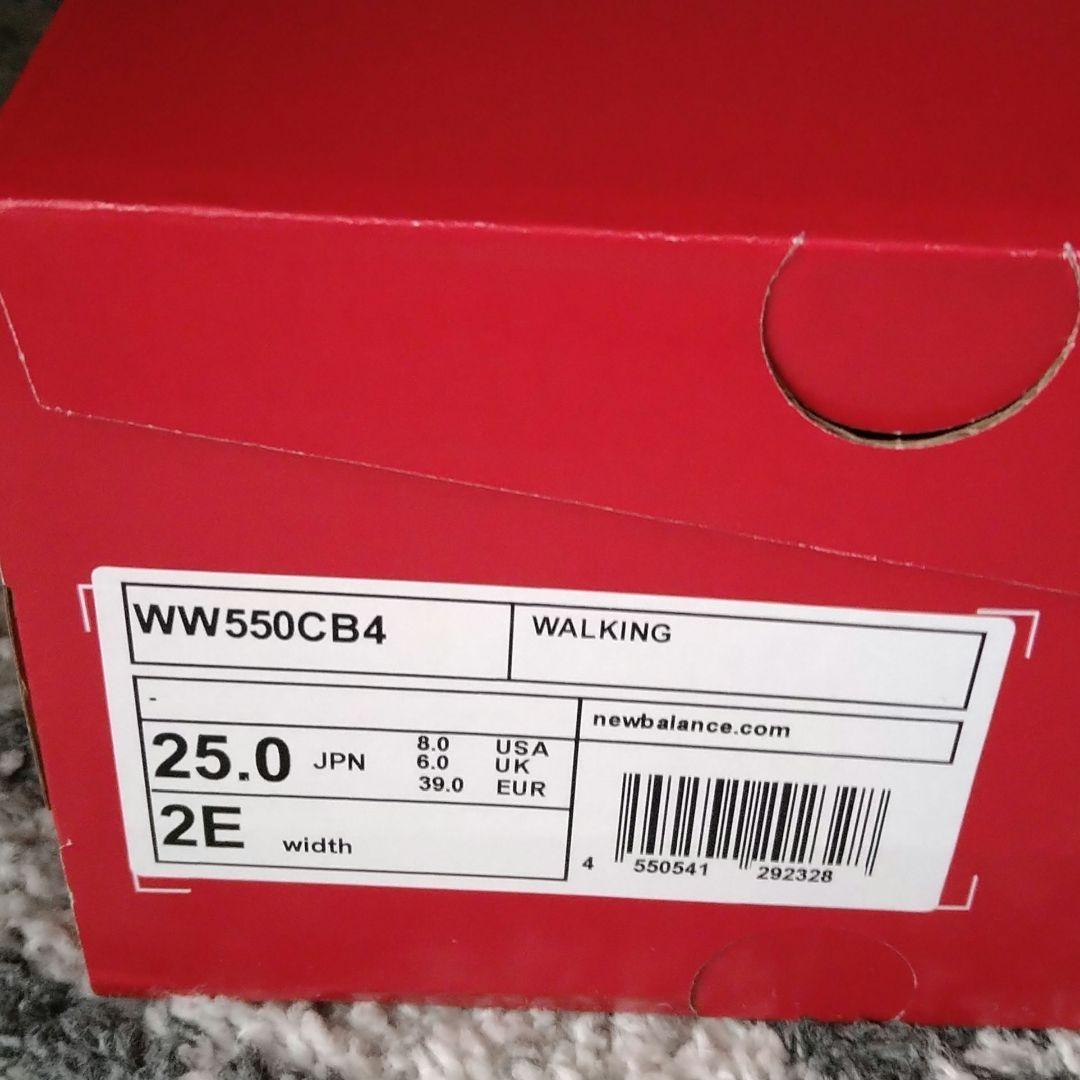 WW550CB4
WALKING
-
newbalance.com
25.0 JPN
8.0 USA
6.0 UK
39.0 EUR
2E width
4 550541 292328